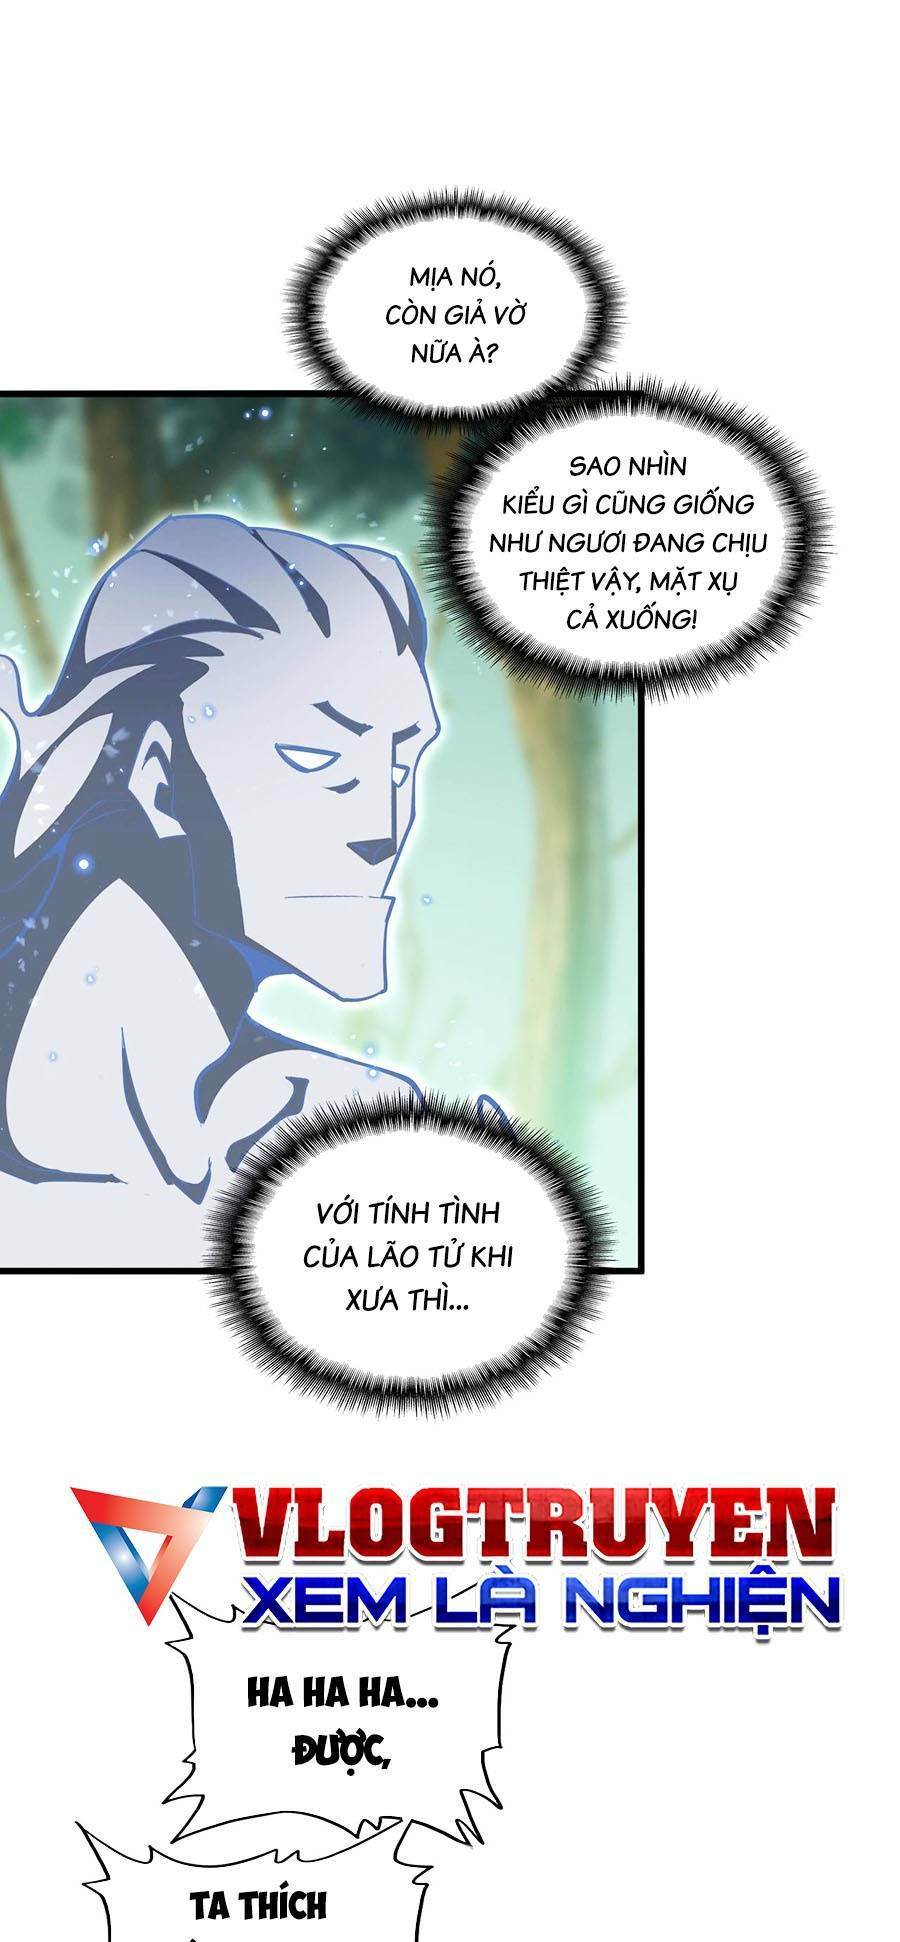 MỊA NÓ,
CÒN GIẢ VỜ
NỮA À?
SAO NHÌN
KIỂU GÌ CŨNG GIỐNG
NHƯ NGƯƠI ĐANG CHỊU
THIỆT VẬY, MẶT XỤ
CẢ XUỐNG!
VỚI TÍNH TÌNH
CỦA LÃO TỬ KHI
XƯA THÌ...
VLOGTRUYEN
XEM LÀ NGHIỆN
HA HA HA...
ĐƯỢC,
TA THÍCH